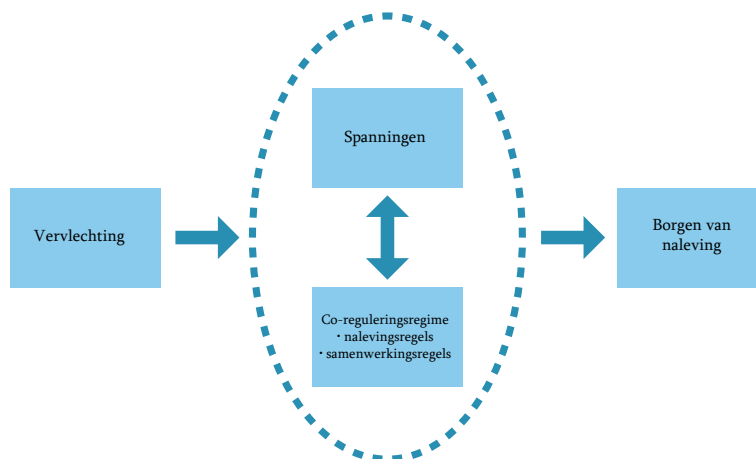 Spanningen
Vervlechting
Borgen van
naleving
Co-reguleringsregime
· nalevingsregels
· samenwerkingsregels